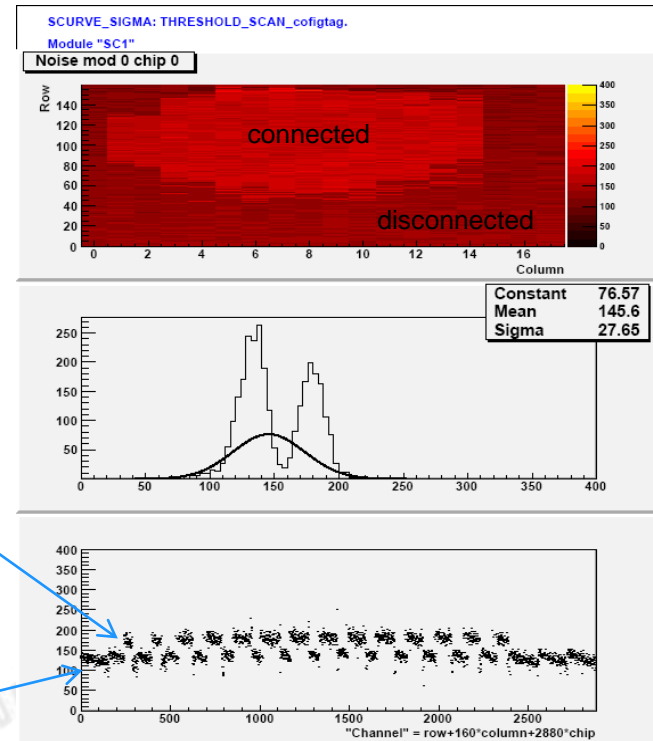 SCURVE_SIGMA: THRESHOLD_SCAN_cofigtag.
Module "SC1"
Noise mod 0 chip 0
Row
140
120
100
80
60
40
20
0
connected
disconnected
400
350
300
250
200
150
100
50
0
0 2 4 6 8 10 12 14 16
Column
Constant 76.57
Mean 145.6
Sigma 27.65
250
200
150
100
50
0 50 100 150 200 250 300 350 400
400
350
300
250
200
150
100
50
0
0 500 1000 1500 2000 2500
"Channel" = row+160*column+2880*chip